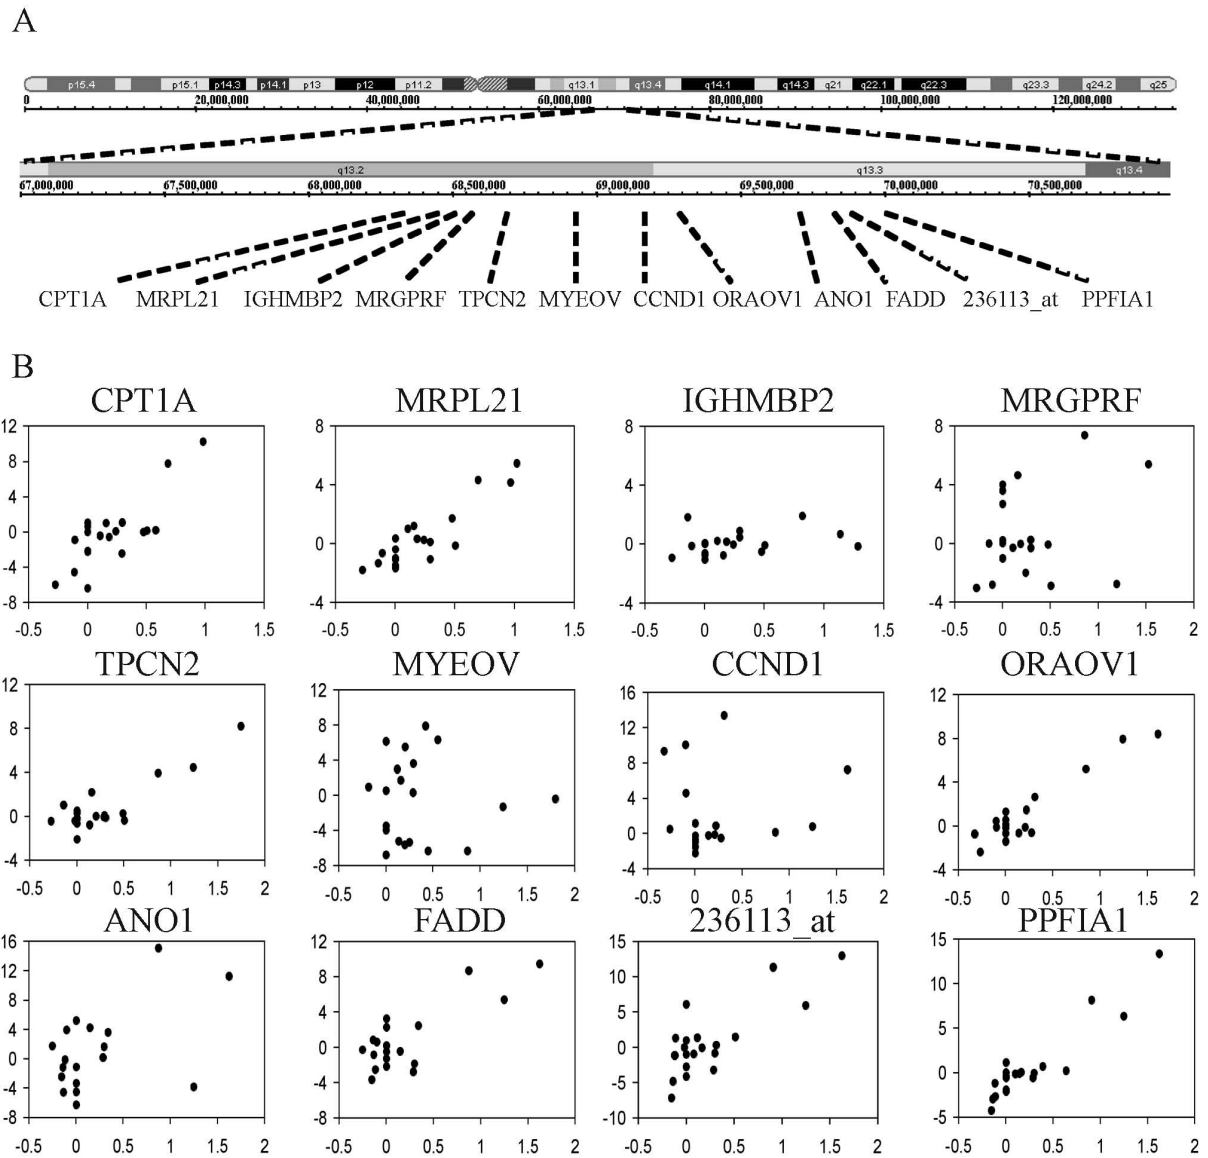 A
p15.4 p15.1 p14.3 p14.1 p13 p12 p11.2 q13.1 q13.4 q14.1 q14.3 q21 q22.1 q22.3 q23.3 q24.2 q25
0 20,000,000 40,000,000 60,000,000 80,000,000 100,000,000 120,000,000
q13.2 q13.3 q13.4
67,000,000 67,500,000 68,000,000 68,500,000 69,000,000 69,500,000 70,000,000 70,500,000
CPT1A MRPL21 IGHMBP2 MRGPRF TPCN2 MYEOV CCND1 ORAOV1 ANO1 FADD 236113_at PPFIA1
B
CPT1A MRPL21 IGHMBP2 MRGPRF
12 8 8 8
8
4 4 4 4
0 0 0 0
-4
-8 -4 -4 -4
-0.5 0 0.5 1 1.5 -0.5 0 0.5 1 1.5 -0.5 0 0.5 1 1.5 -0.5 0 0.5 1 1.5 2
TPCN2 MYEOV CCND1 ORAOV1
12 12 16 12
8 8 12 8
4 4 8 4
0 0 4 0
-4 -4 0 -4
-8 -4
-0.5 0 0.5 1 1.5 2 -0.5 0 0.5 1 1.5 2 -0.5 0 0.5 1 1.5 2 -0.5 0 0.5 1 1.5 2
ANO1 FADD 236113_at PPFIA1
16 12 15 15
12 8 10 10
8 4 5 5
4 0 0 0
0 -4 -5 -5
-4 -8 -10
-8
-0.5 0 0.5 1 1.5 2 -0.5 0 0.5 1 1.5 2 -0.5 0 0.5 1 1.5 2 -0.5 0 0.5 1 1.5 2